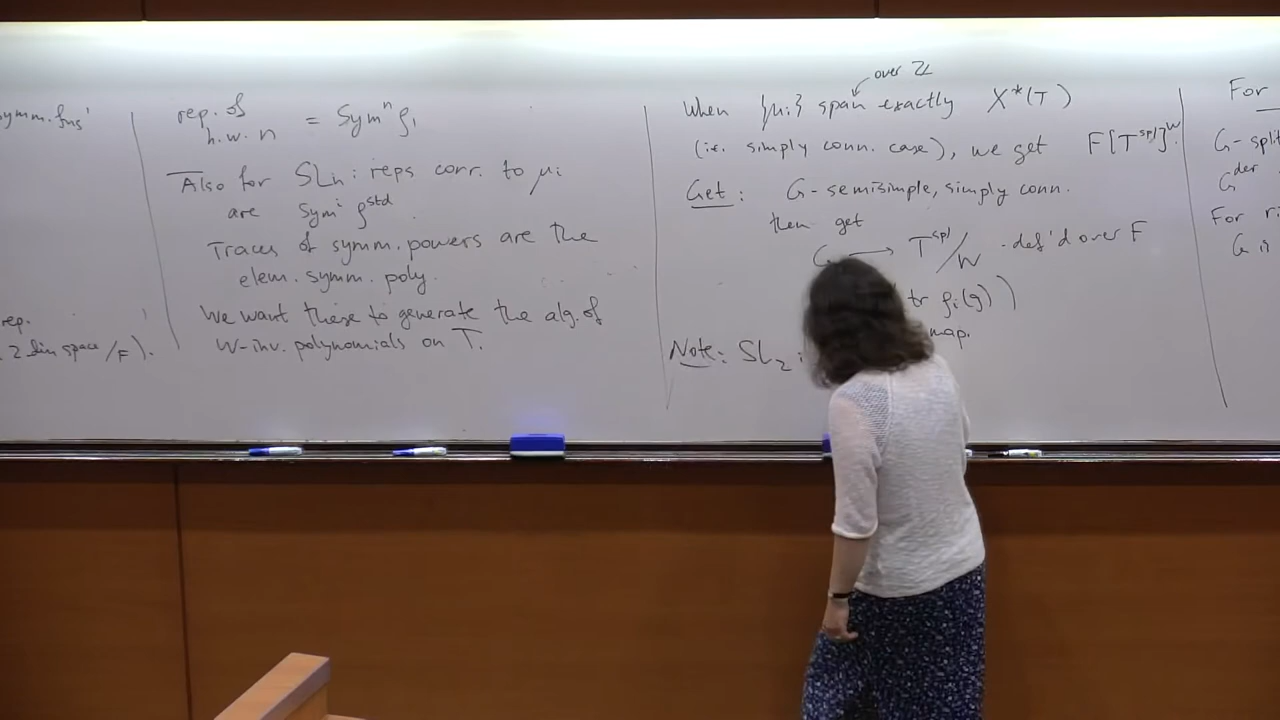 symm. fns'
rep.
2 dim space /F).
rep. of
h.w. n = Symⁿ ρ₁
Also for SLₙ: reps corr. to μᵢ
are Symⁱ ρ^std.
Traces of symm. powers are the
elem. symm. poly.
We want these to generate the alg. of
W-inv. polynomials on T.
over ℤ
When {μᵢ} span exactly X*(T)
(i.e. simply conn. case), we get F[T^spl]^W.
Get: G-semisimple, simply conn.
then get
G → T^spl/W · def'd over F
tr ρᵢ(g))
map.
Note: SL₂:
For
G-split
G^der
For
G is